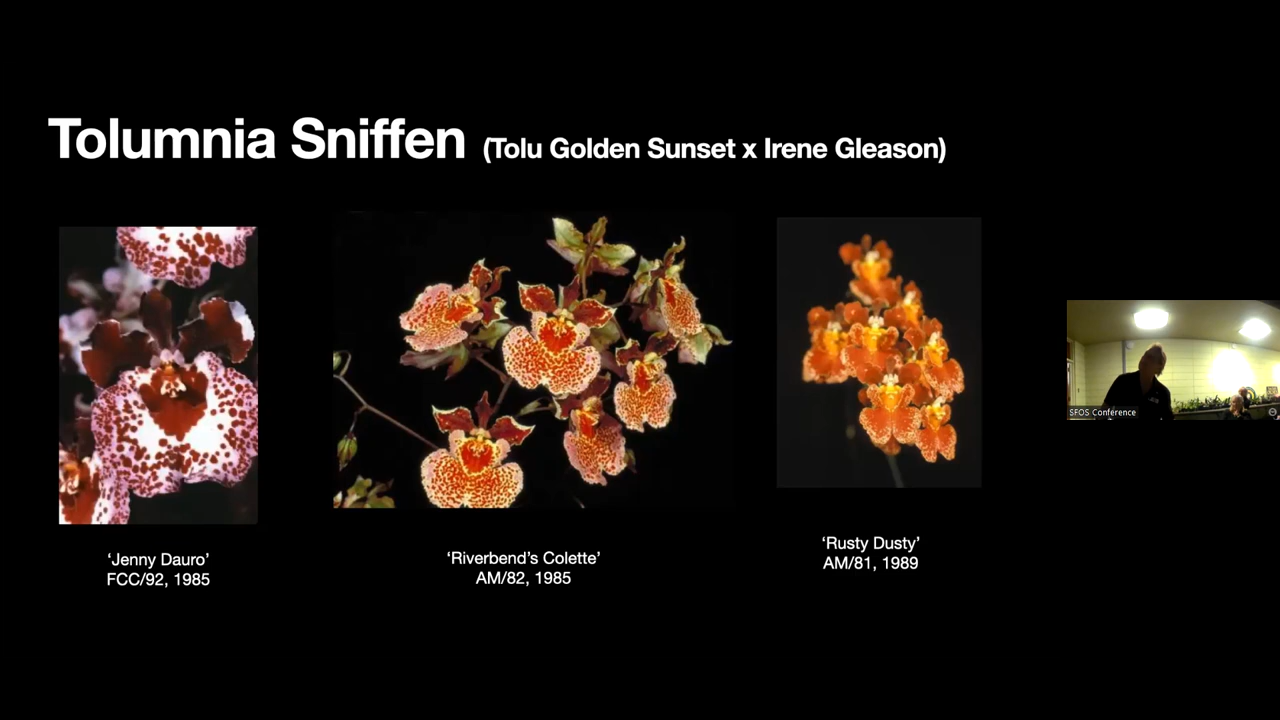 Tolumnia Sniffen (Tolu Golden Sunset x Irene Gleason)
‘Jenny Dauro’
FCC/92, 1985
‘Riverbend’s Colette’
AM/82, 1985
‘Rusty Dusty’
AM/81, 1989
SFOS Conference